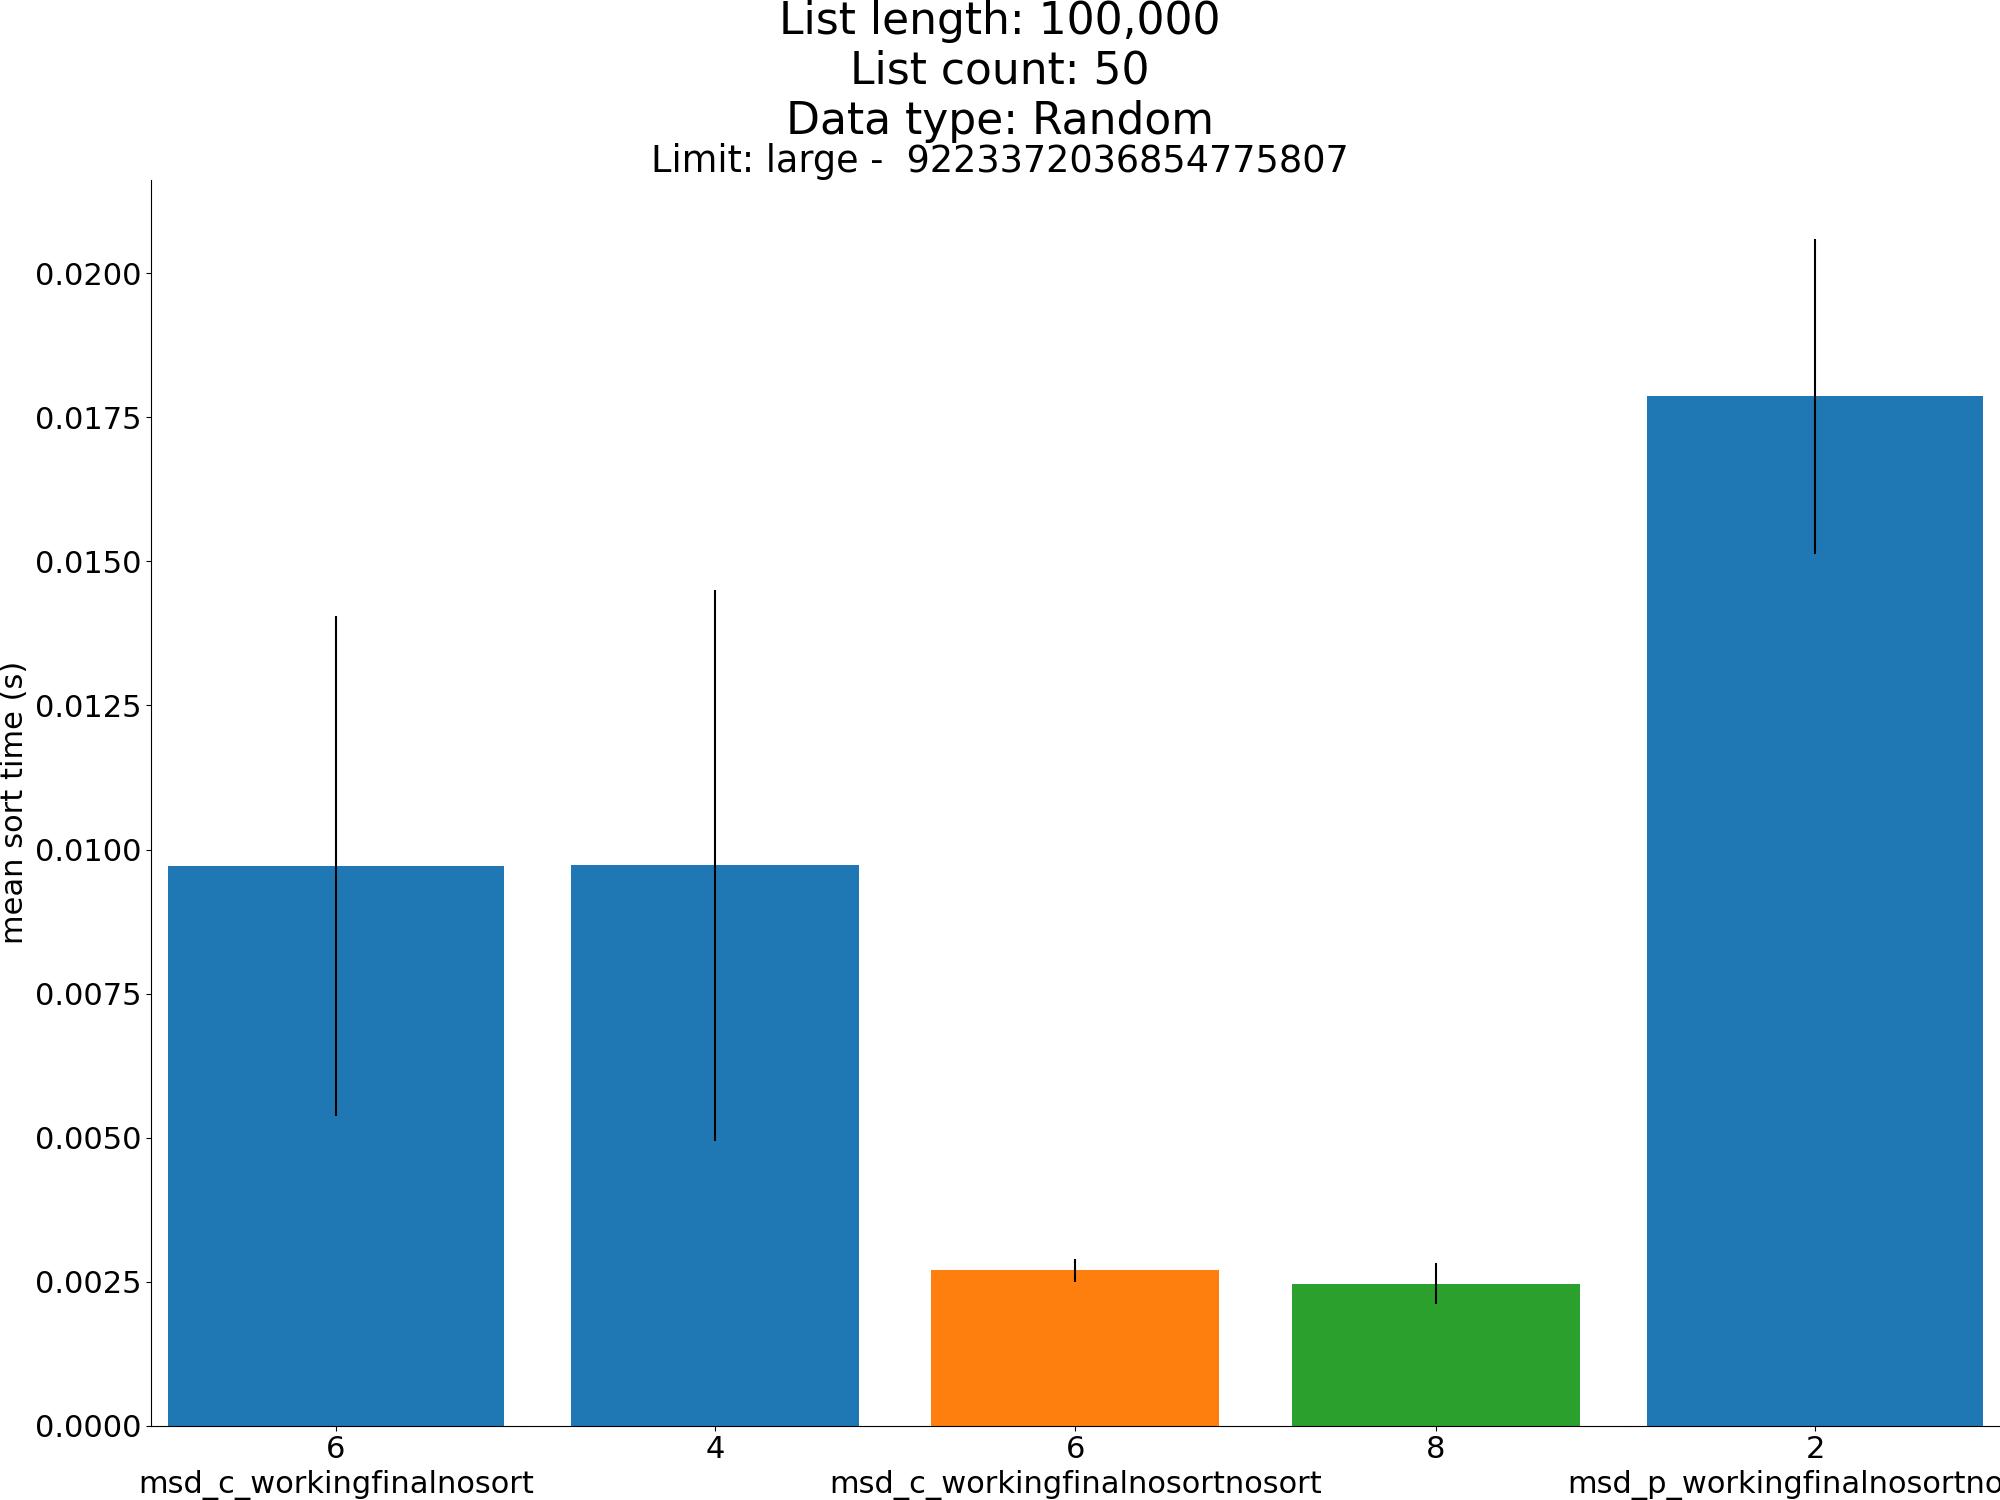 List length: 100,000
List count: 50
Data type: Random
Limit: large -  9223372036854775807
mean sort time (s)
0.0200
0.0175
0.0150
0.0125
0.0100
0.0075
0.0050
0.0025
0.0000
6 4 6 8 2
msd_c_workingfinalnosort msd_c_workingfinalnosortnosort msd_p_workingfinalnosortno